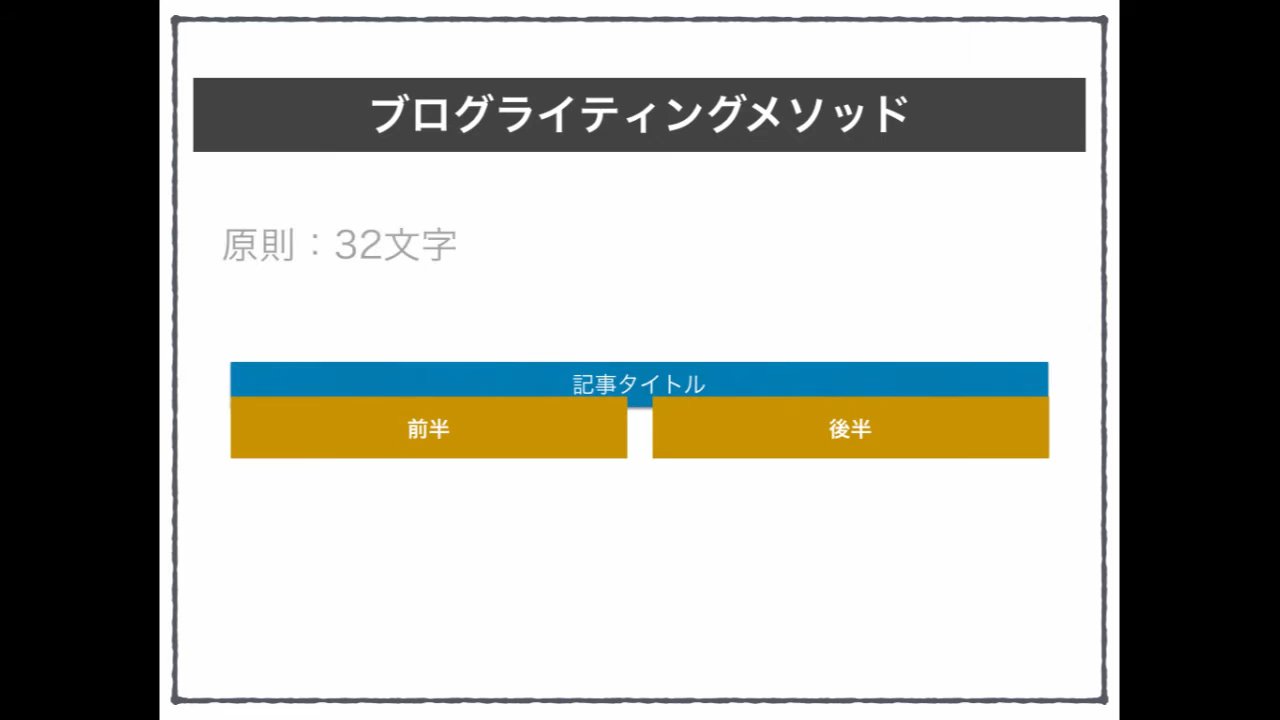 ブログライティングメソッド
原則：32文字
記事タイトル
前半
後半